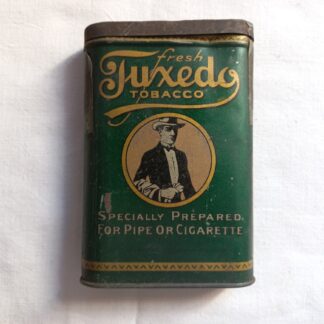 fresh
Tuxedo
TOBACCO
SPECIALLY PREPARED
FOR PIPE OR CIGARETTE